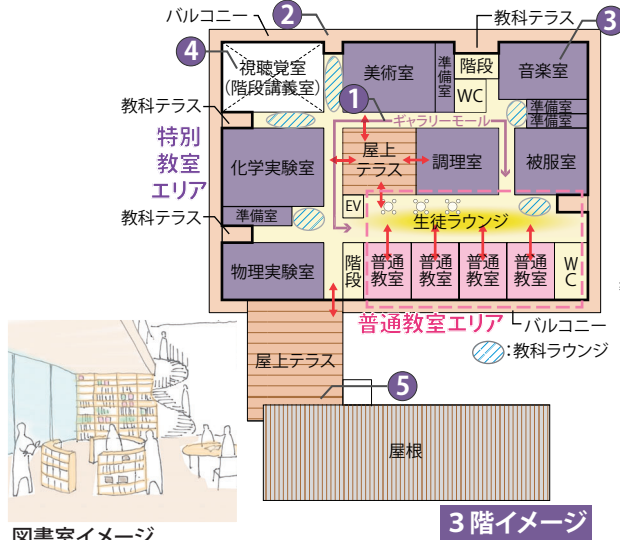 バルコニー
2
教科テラス
3
4
視聴覚室
(階段講義室)
美術室
準備室
階段
WC
音楽室
準備室
準備室
1
ギャラリーモール
教科テラス
特別
教室
エリア
化学実験室
屋上
テラス
調理室
被服室
準備室
EV
生徒ラウンジ
教科テラス
物理実験室
階段
普通
教室
普通
教室
普通
教室
普通
教室
WC
普通教室エリア
バルコニー
:教科ラウンジ
屋上テラス
5
屋根
3階イメージ
図書室イメージ